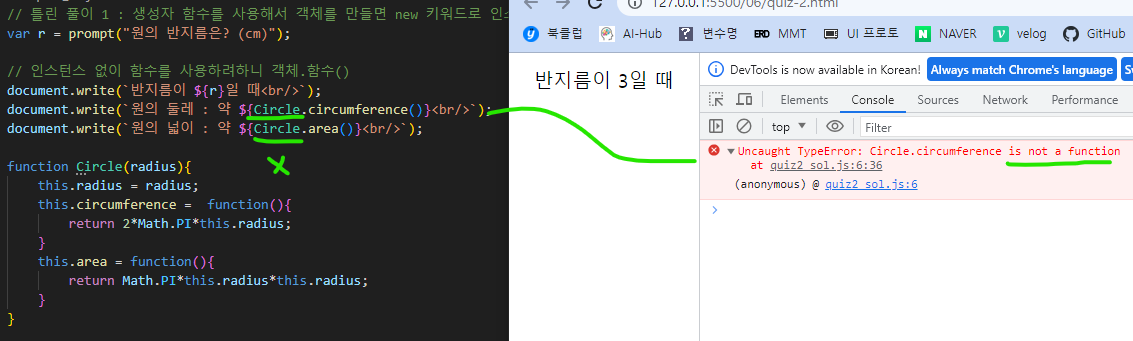 // 틀린 풀이 1 : 생성자 함수를 사용해서 객체를 만들면 new 키워드로 인스
var r = prompt("원의 반지름은? (cm)");
// 인스턴스 없이 함수를 사용하려하니 객체.함수()
document.write(`반지름이 ${r}일 때<br/>`);
document.write(`원의 둘레 : 약 ${Circle.circumference()}<br/>`);
document.write(`원의 넓이 : 약 ${Circle.area()}<br/>`);
function Circle(radius){
this.radius = radius;
this.circumference =  function(){
return 2*Math.PI*this.radius;
}
this.area = function(){
return Math.PI*this.radius*this.radius;
}
}
127.0.0.1:5500/06/quiz-2.html
북클럽 AI-Hub 변수명 ERD MMT UI 프로토 NAVER velog GitHub
반지름이 3일 때
DevTools is now available in Korean! Always match Chrome's language
Elements Console Sources Network Performance
top Filter
Uncaught TypeError: Circle.circumference is not a function
at quiz2 sol.js:6:36
(anonymous) @ quiz2 sol.js:6